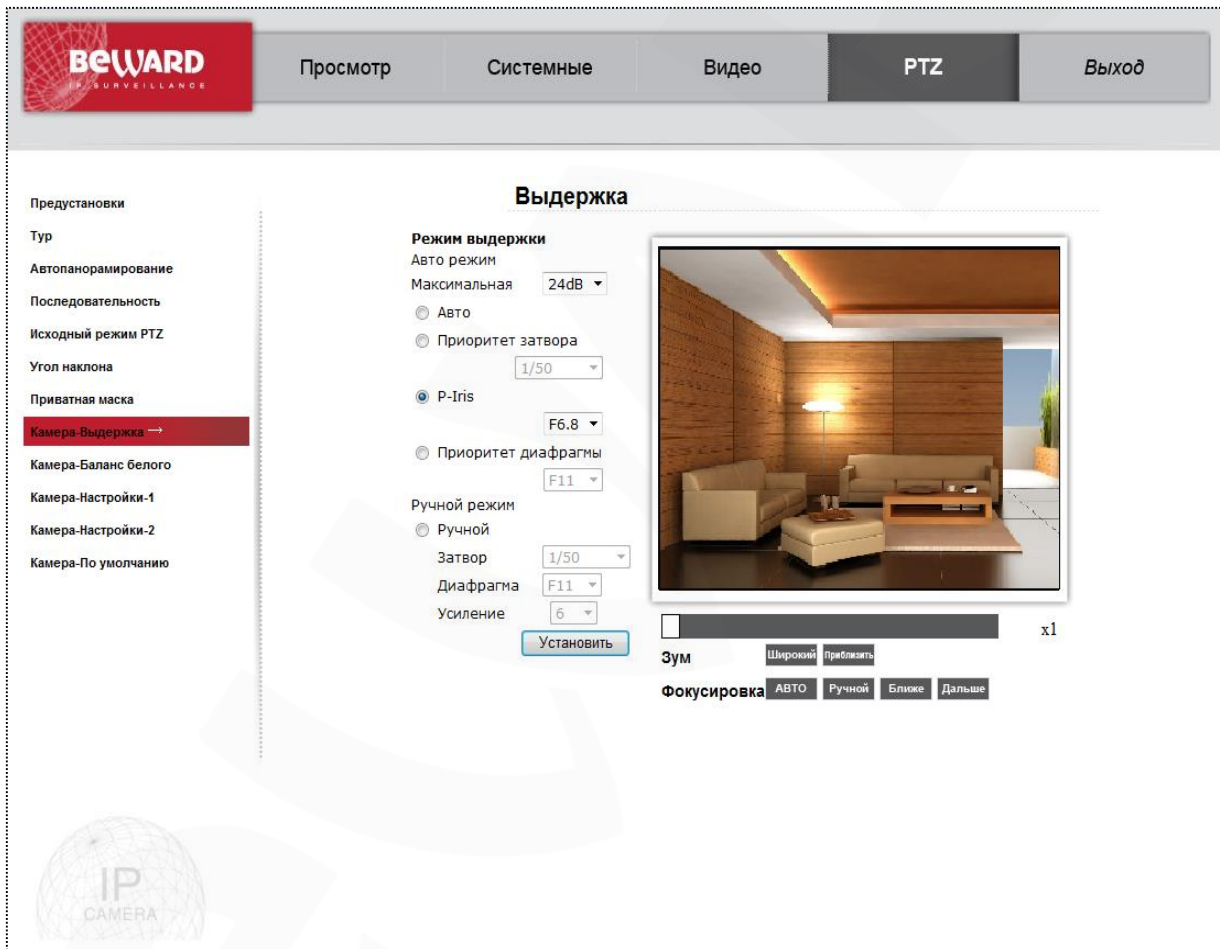 BEWARD
IP SURVEILLANCE
Просмотр
Системные
Видео
PTZ
Выход
Предустановки
Тур
Автопанорамирование
Последовательность
Исходный режим PTZ
Угол наклона
Приватная маска
Камера-Выдержка →
Камера-Баланс белого
Камера-Настройки-1
Камера-Настройки-2
Камера-По умолчанию
Выдержка
Режим выдержки
Авто режим
Максимальная 24dB
Авто
Приоритет затвора
1/50
P-Iris
F6.8
Приоритет диафрагмы
F11
Ручной режим
Ручной
Затвор 1/50
Диафрагма F11
Усиление 6
Установить
x1
Зум Широкий Приблизить
Фокусировка АВТО Ручной Ближе Дальше
IP
CAMERA